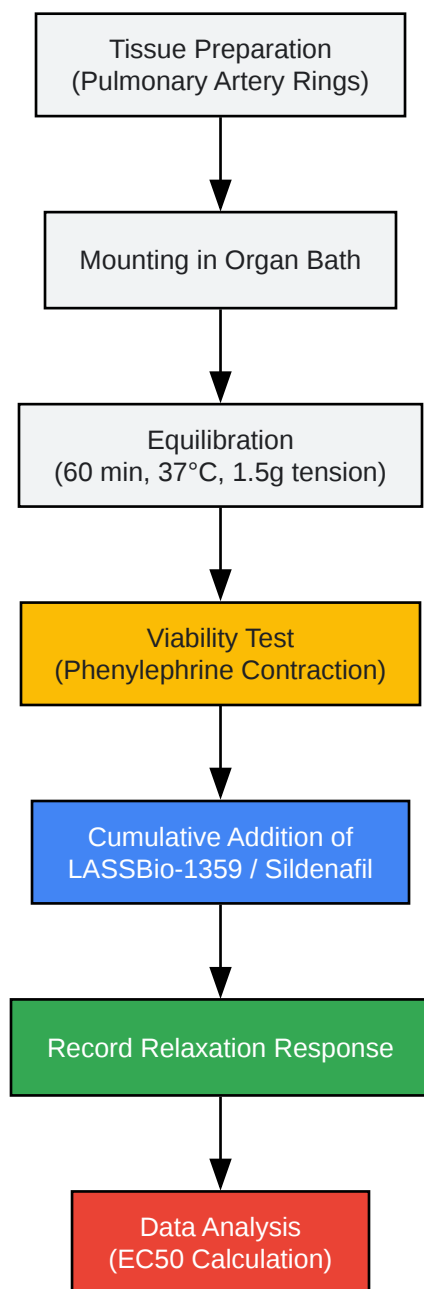 Tissue Preparation
(Pulmonary Artery Rings)
Mounting in Organ Bath
Equilibration
(60 min, 37°C, 1.5g tension)
Viability Test
(Phenylephrine Contraction)
Cumulative Addition of
LASSBio-1359 / Sildenafil
Record Relaxation Response
Data Analysis
(EC50 Calculation)